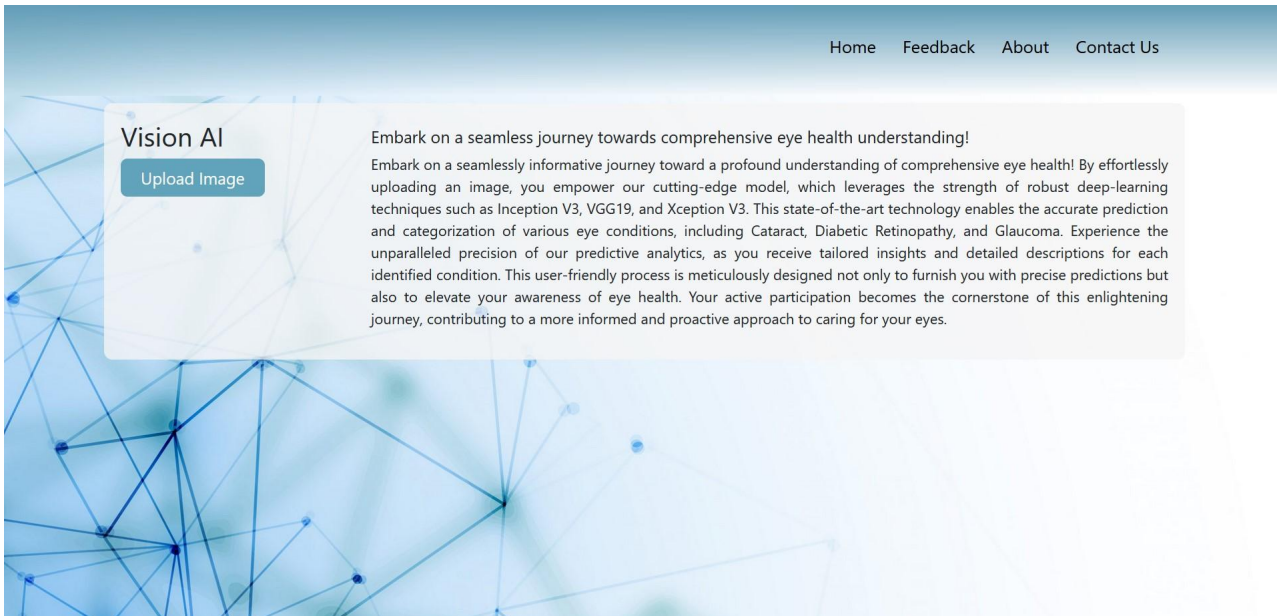 Home Feedback About Contact Us
Vision AI
Upload Image
Embark on a seamless journey towards comprehensive eye health understanding!
Embark on a seamlessly informative journey toward a profound understanding of comprehensive eye health! By effortlessly
uploading an image, you empower our cutting-edge model, which leverages the strength of robust deep-learning
techniques such as Inception V3, VGG19, and Xception V3. This state-of-the-art technology enables the accurate prediction
and categorization of various eye conditions, including Cataract, Diabetic Retinopathy, and Glaucoma. Experience the
unparalleled precision of our predictive analytics, as you receive tailored insights and detailed descriptions for each
identified condition. This user-friendly process is meticulously designed not only to furnish you with precise predictions but
also to elevate your awareness of eye health. Your active participation becomes the cornerstone of this enlightening
journey, contributing to a more informed and proactive approach to caring for your eyes.